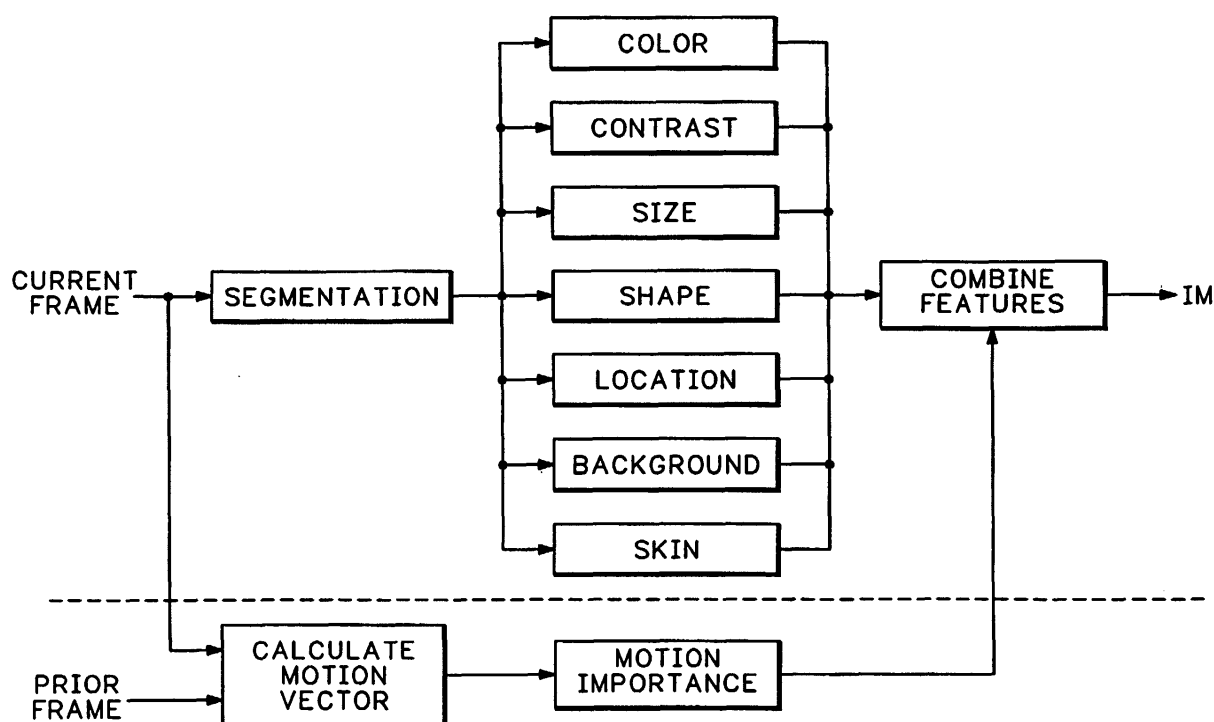 COLOR
CONTRAST
SIZE
CURRENT
FRAME
SEGMENTATION
SHAPE
COMBINE
FEATURES
IM
LOCATION
BACKGROUND
SKIN
PRIOR
FRAME
CALCULATE
MOTION
VECTOR
MOTION
IMPORTANCE